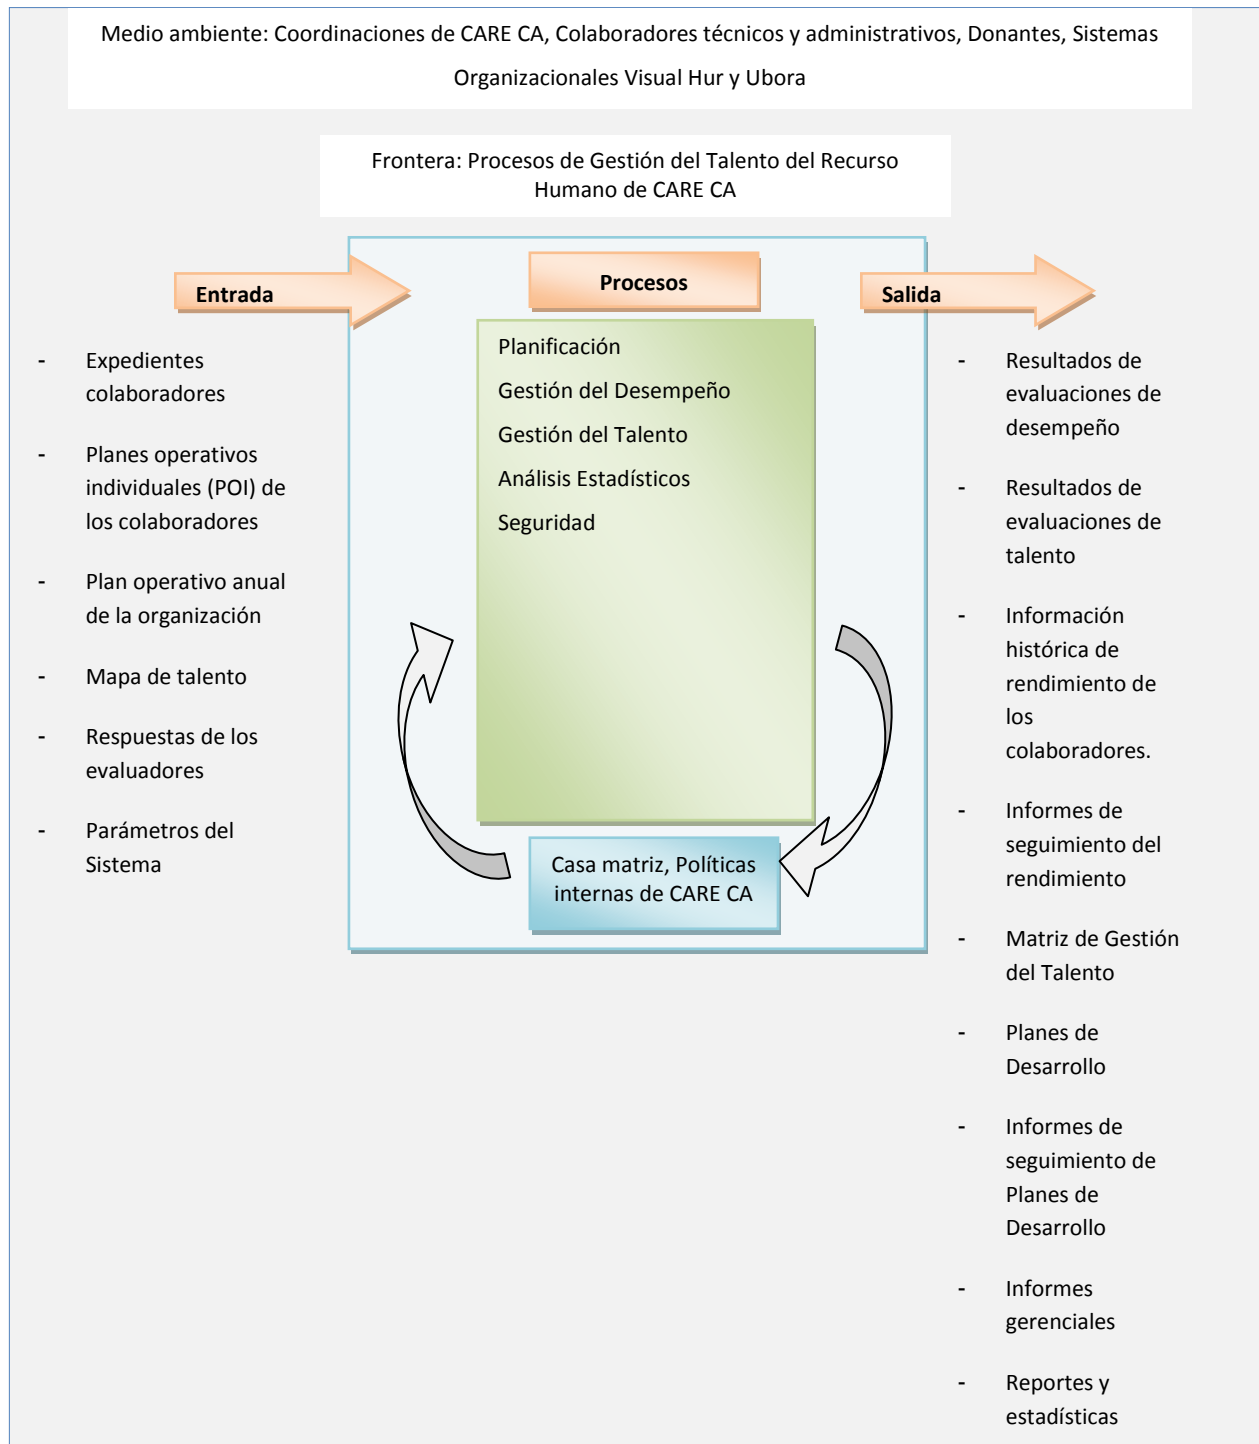 Medio ambiente: Coordinaciones de CARE CA, Colaboradores técnicos y administrativos, Donantes, Sistemas
Organizacionales Visual Hur y Ubora
Frontera: Procesos de Gestión del Talento del Recurso
Humano de CARE CA
Entrada
- Expedientes
colaboradores
- Planes operativos
individuales (POI) de
los colaboradores
- Plan operativo anual
de la organización
- Mapa de talento
- Respuestas de los
evaluadores
- Parámetros del
Sistema
Procesos
Planificación
Gestión del Desempeño
Gestión del Talento
Análisis Estadísticos
Seguridad
Casa matriz, Políticas
internas de CARE CA
Salida
- Resultados de
evaluaciones de
desempeño
- Resultados de
evaluaciones de
talento
- Información
histórica de
rendimiento de
los
colaboradores.
- Informes de
seguimiento del
rendimiento
- Matriz de Gestión
del Talento
- Planes de
Desarrollo
- Informes de
seguimiento de
Planes de
Desarrollo
- Informes
gerenciales
- Reportes y
estadísticas